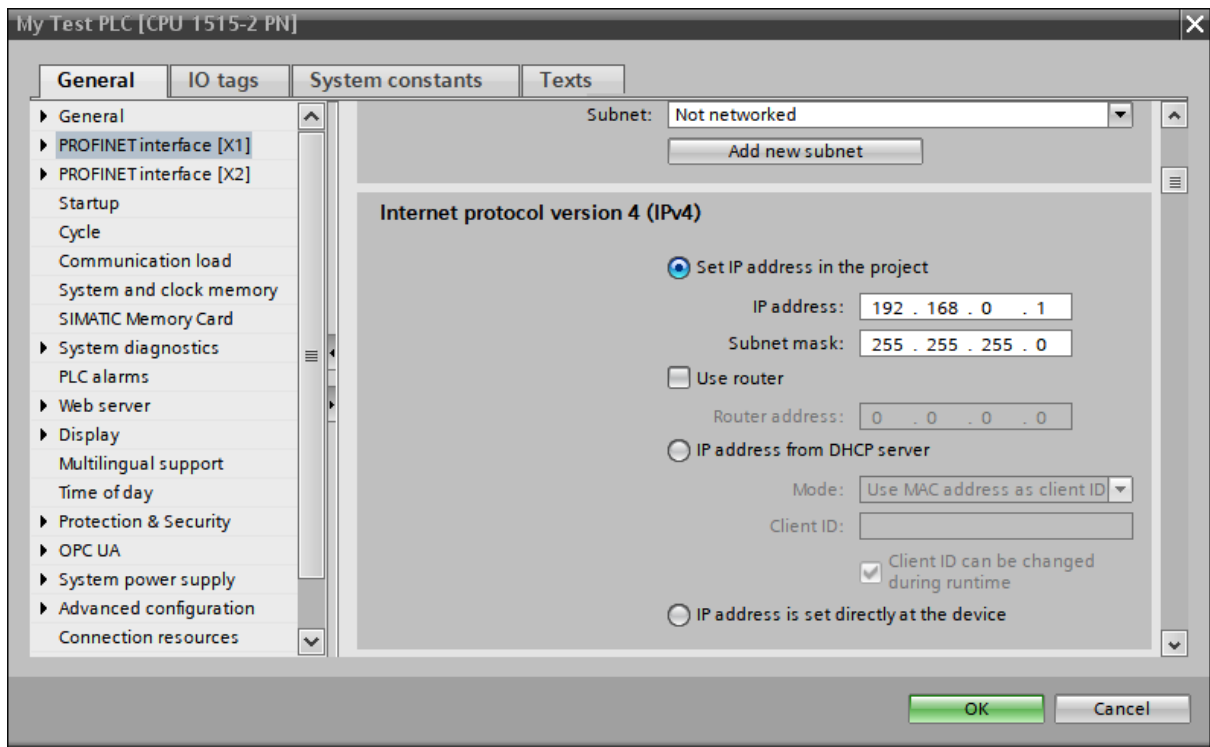 My Test PLC [CPU 1515-2 PN]
General IO tags System constants Texts
General
PROFINET interface [X1]
PROFINET interface [X2]
Startup
Cycle
Communication load
System and clock memory
SIMATIC Memory Card
System diagnostics
PLC alarms
Web server
Display
Multilingual support
Time of day
Protection & Security
OPC UA
System power supply
Advanced configuration
Connection resources
Subnet: Not networked
Add new subnet
Internet protocol version 4 (IPv4)
Set IP address in the project
IP address: 192 . 168 . 0 . 1
Subnet mask: 255 . 255 . 255 . 0
Use router
Router address: 0 . 0 . 0 . 0
IP address from DHCP server
Mode: Use MAC address as client ID
Client ID:
Client ID can be changed
during runtime
IP address is set directly at the device
OK Cancel